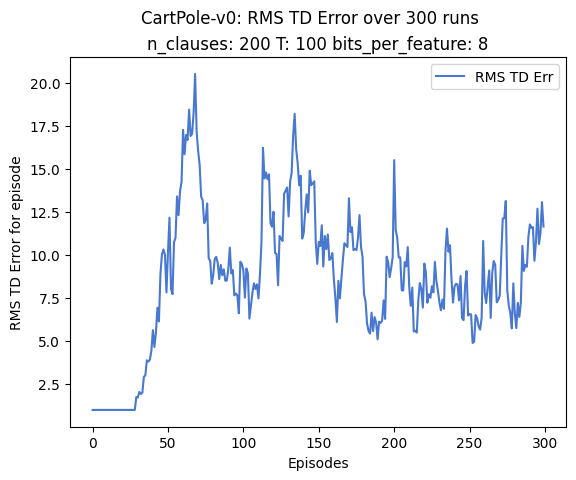 CartPole-v0: RMS TD Error over 300 runs
n_clauses: 200 T: 100 bits_per_feature: 8
RMS TD Err
20.0
17.5
15.0
12.5
10.0
7.5
5.0
2.5
RMS TD Error for episode
0 50 100 150 200 250 300
Episodes